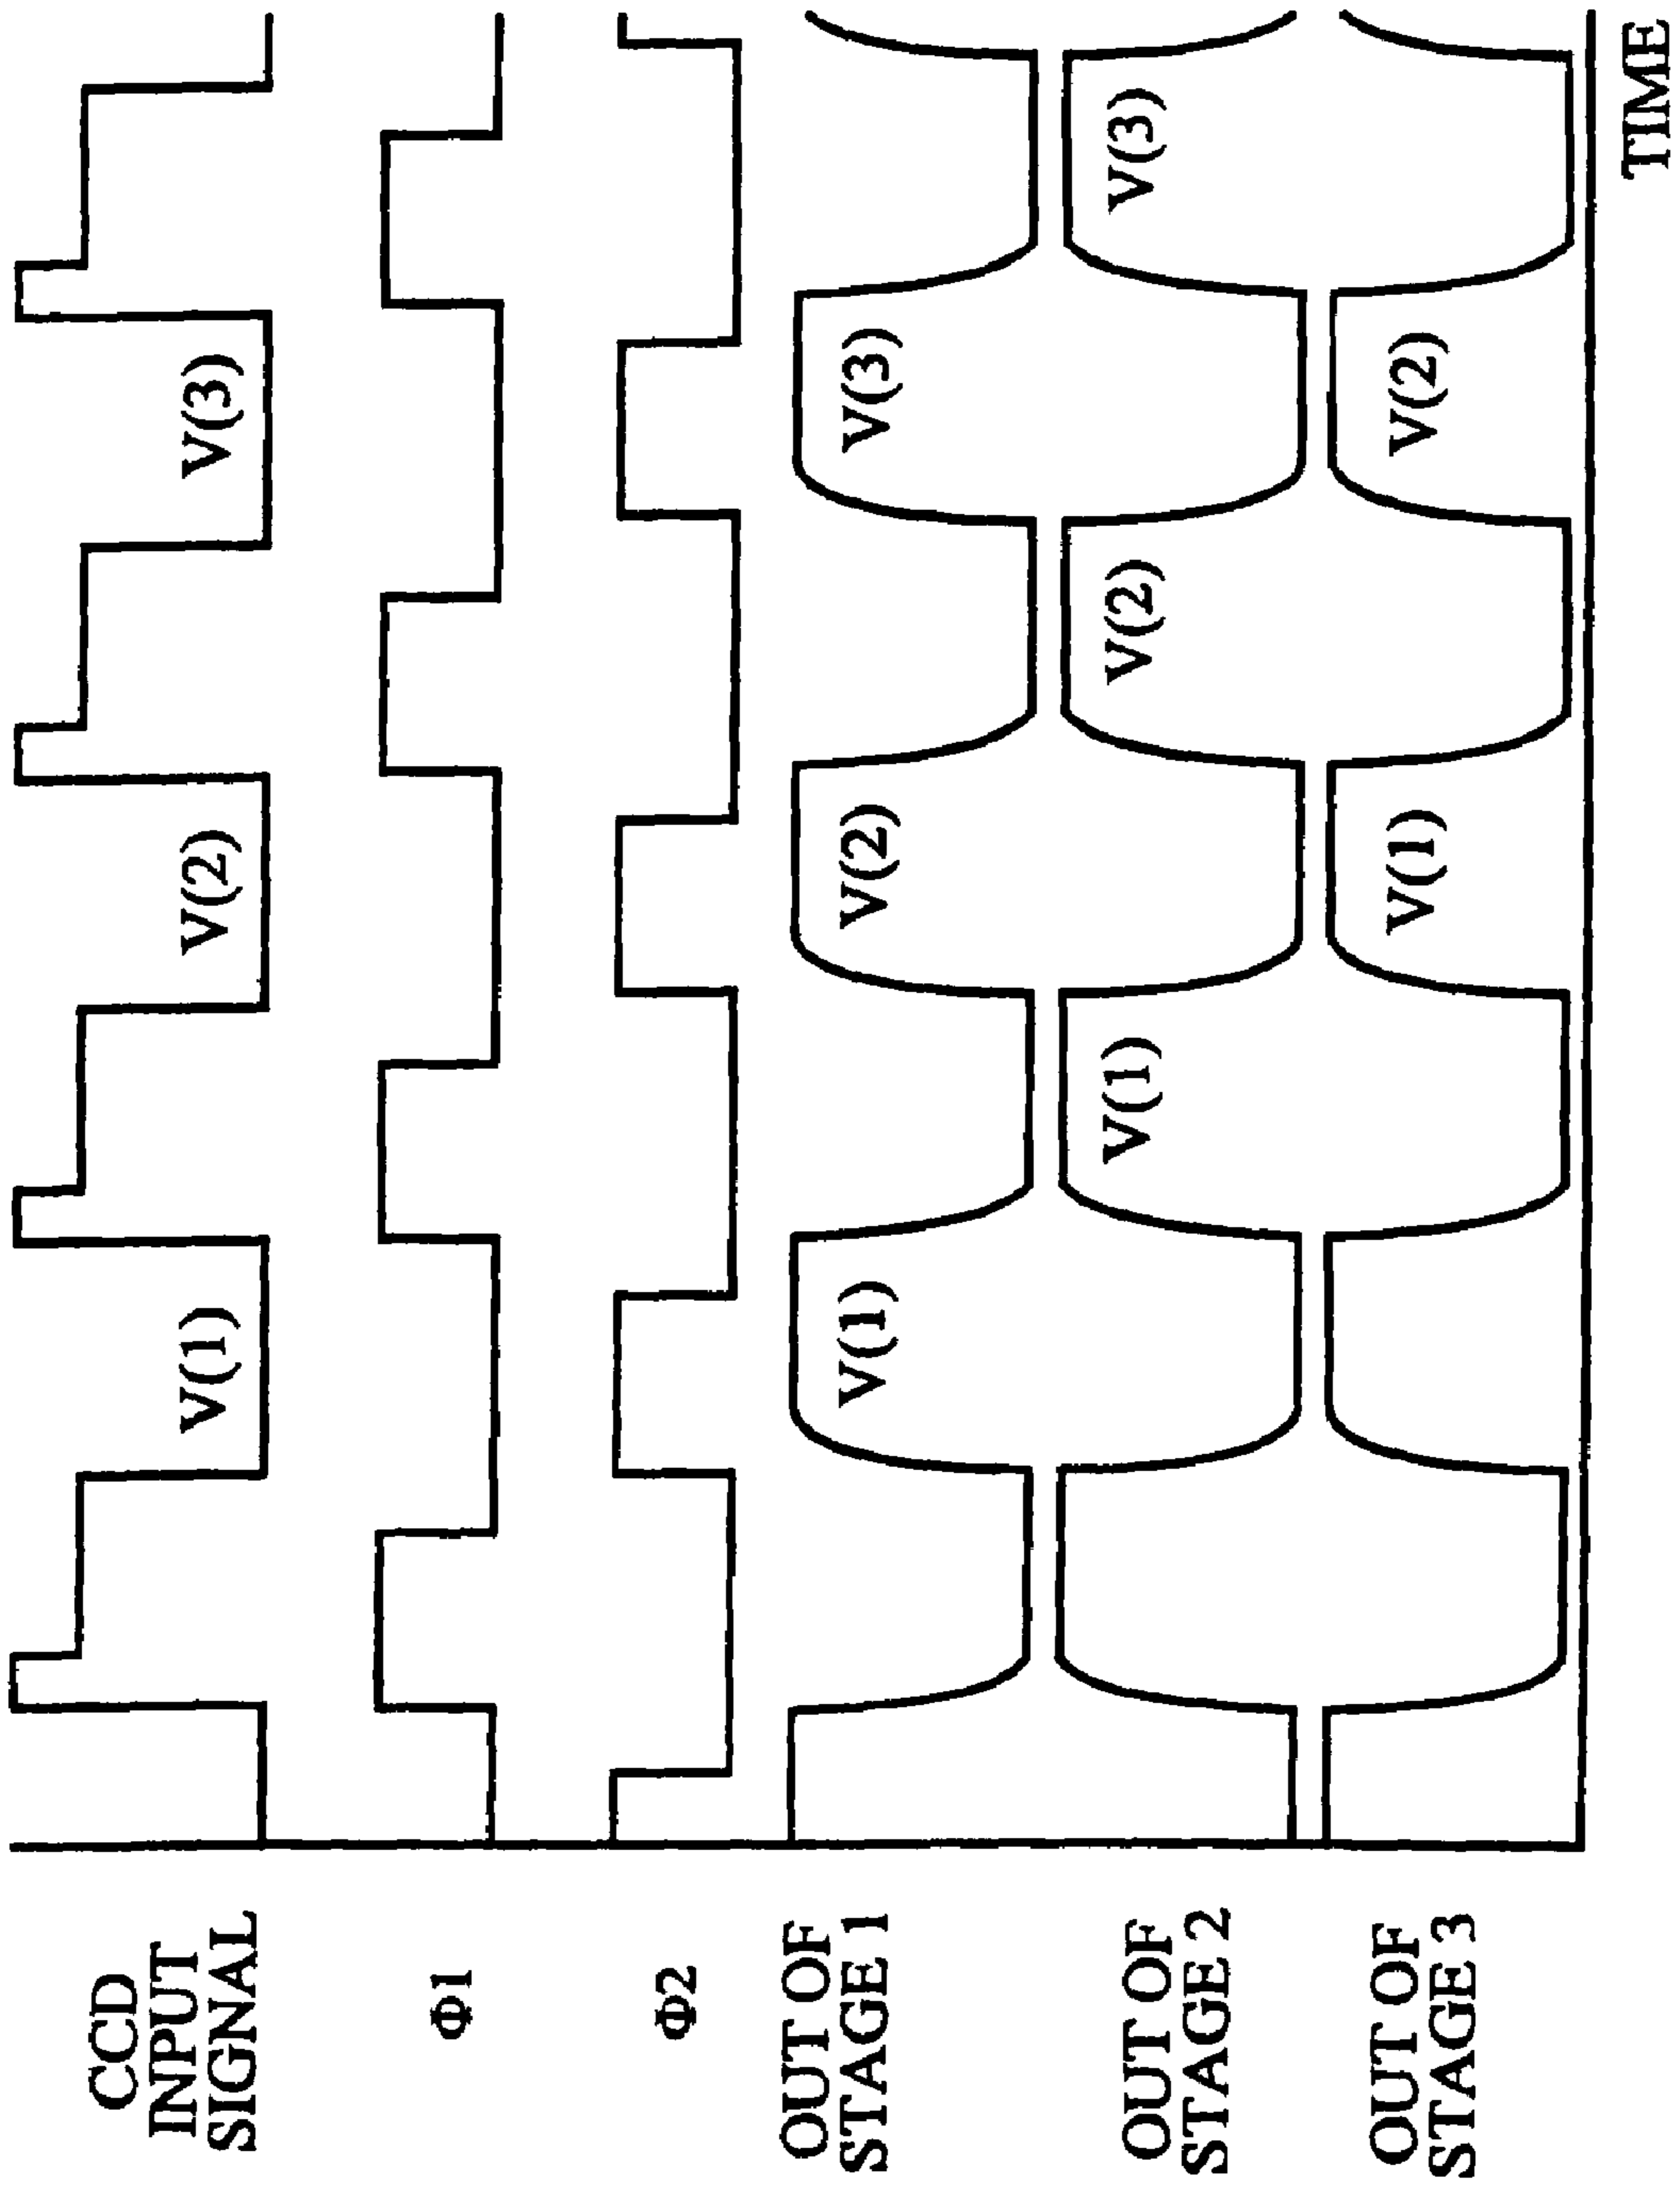 CCD
INPUT
SIGNAL
V(1)
V(2)
V(3)
Φ1
Φ2
OUT OF
STAGE 1
V(1)
V(2)
V(3)
OUT OF
STAGE 2
V(1)
V(2)
V(3)
OUT OF
STAGE 3
V(1)
V(2)
TIME